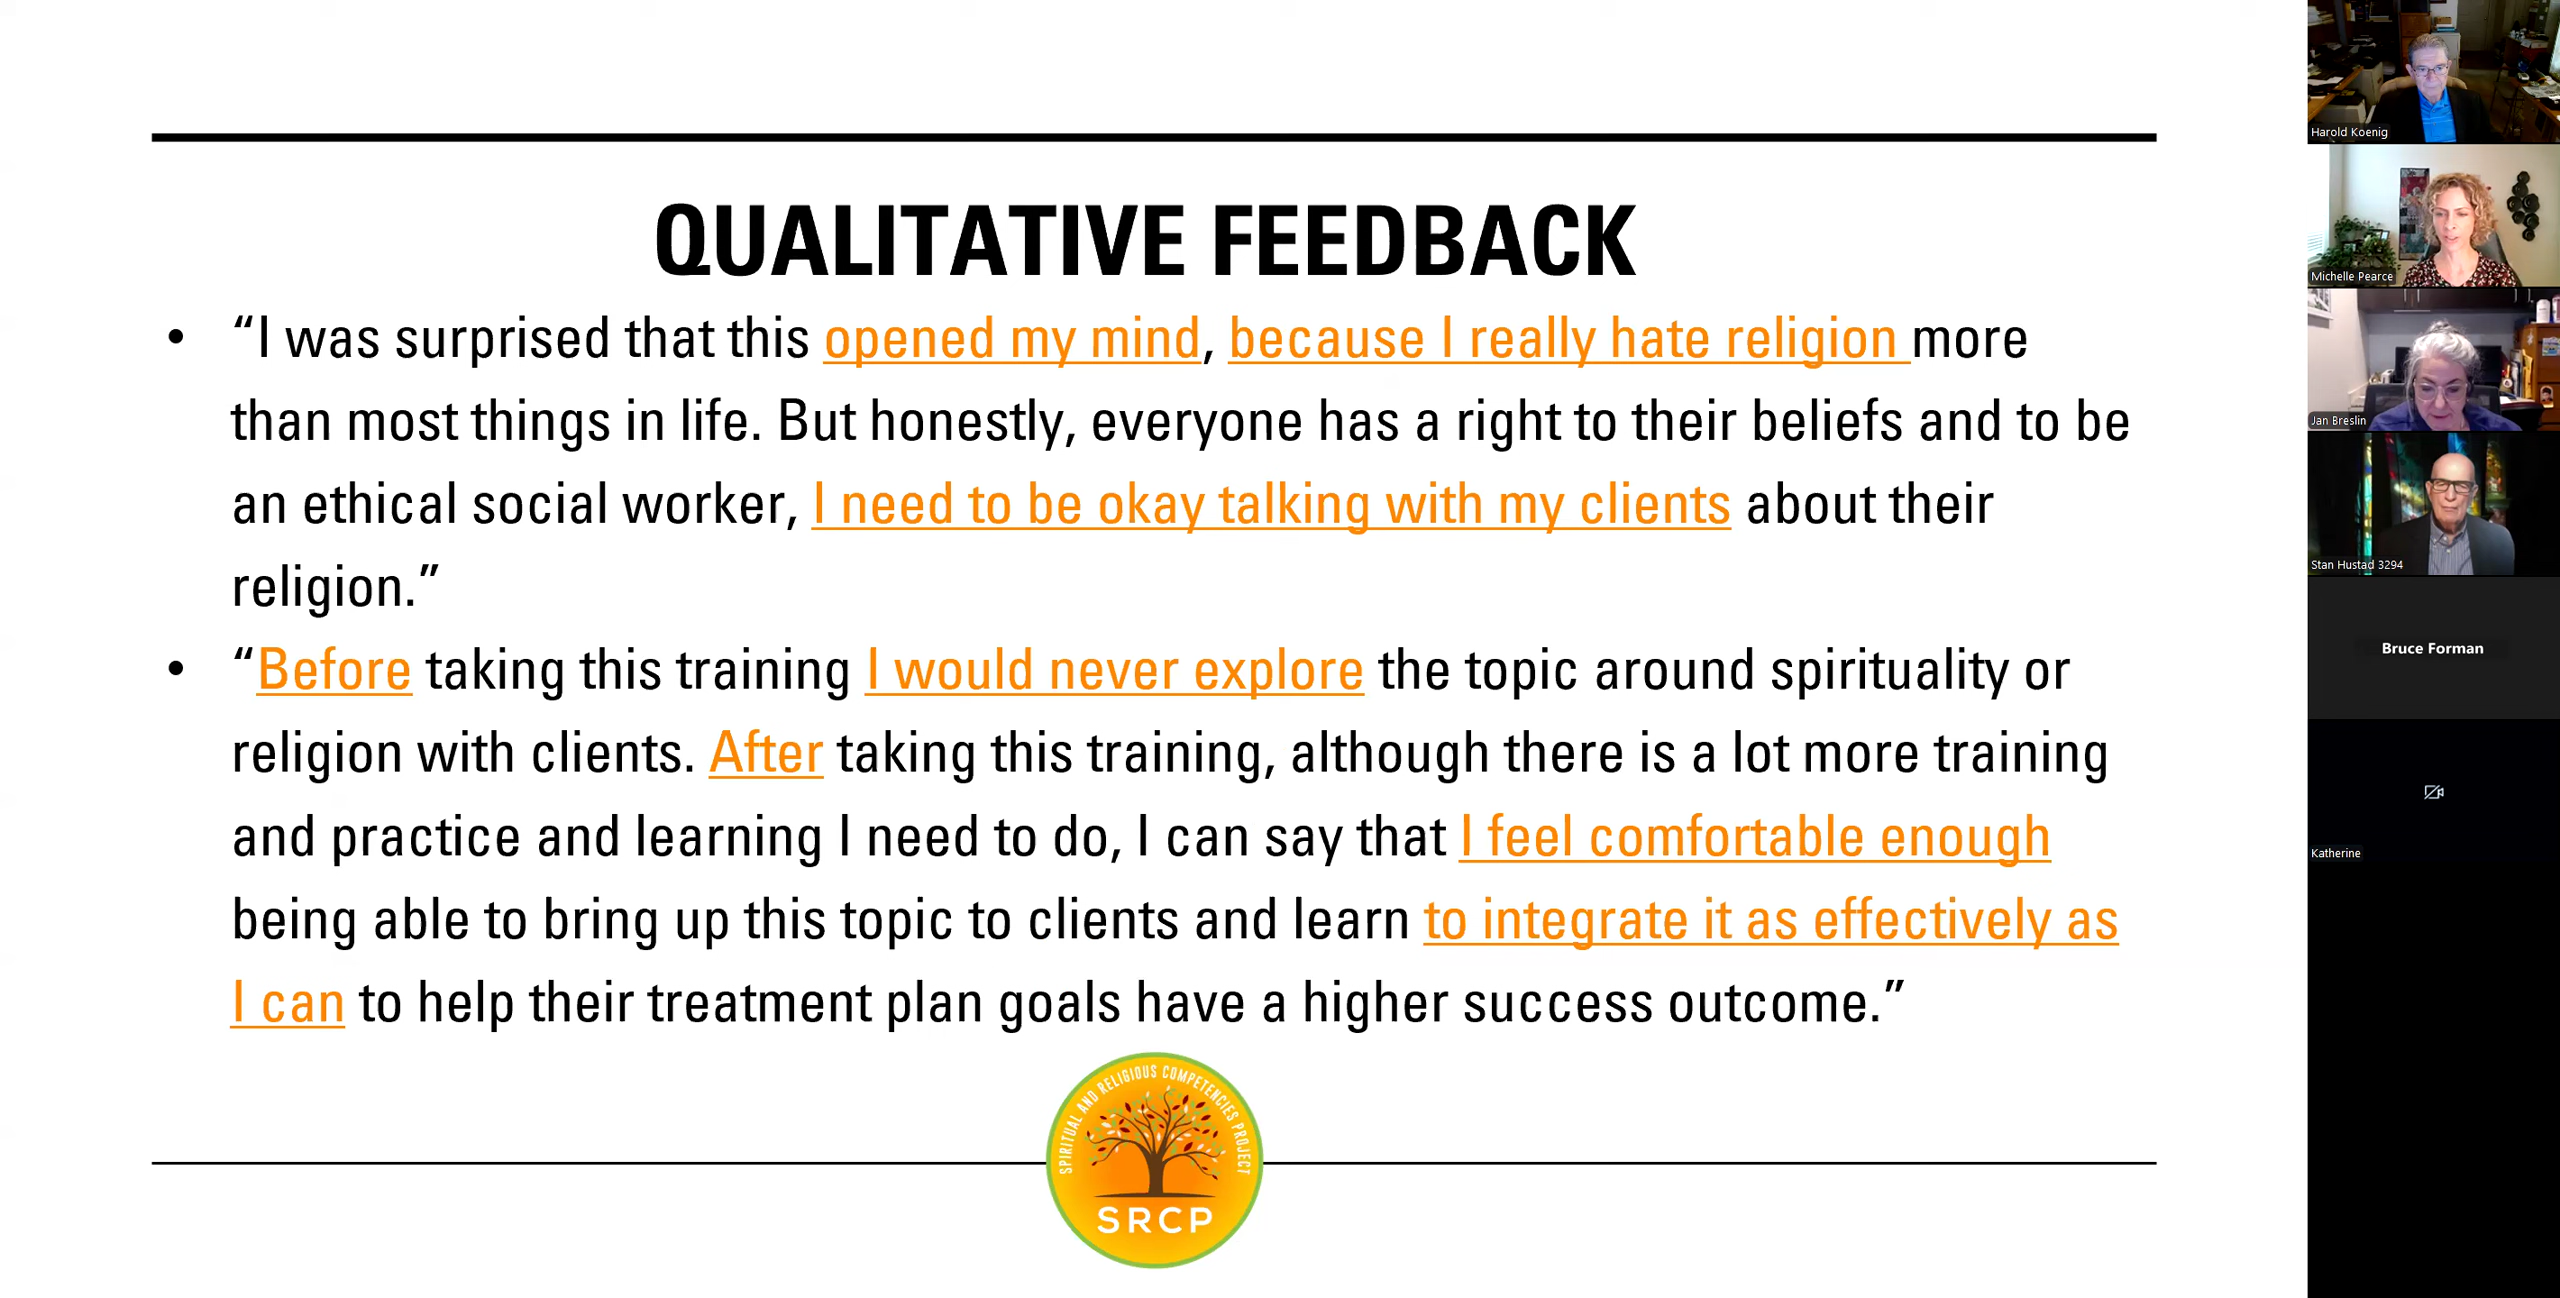 QUALITATIVE FEEDBACK
• “I was surprised that this opened my mind, because I really hate religion more
than most things in life. But honestly, everyone has a right to their beliefs and to be
an ethical social worker, I need to be okay talking with my clients about their
religion.”
• “Before taking this training I would never explore the topic around spirituality or
religion with clients. After taking this training, although there is a lot more training
and practice and learning I need to do, I can say that I feel comfortable enough
being able to bring up this topic to clients and learn to integrate it as effectively as
I can to help their treatment plan goals have a higher success outcome.”
SPIRITUAL AND RELIGIOUS COMPETENCIES PROJECT
SRCP
Harold Koenig
Michelle Pearce
Jan Breslin
Stan Hustad 3294
Bruce Forman
Katherine